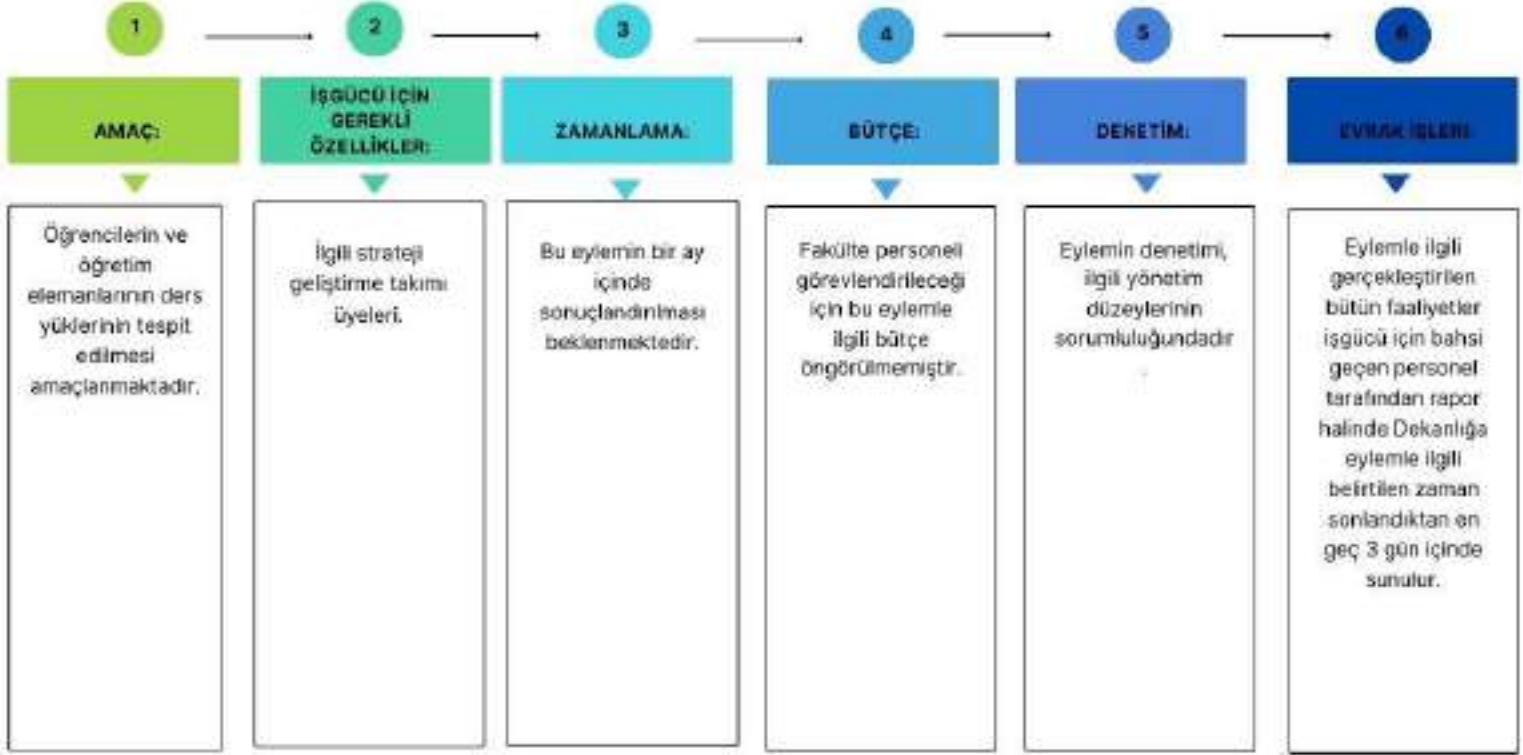 1
2
3
4
5
6
AMAÇ:
İŞGÜCÜ İÇİN
GEREKLİ
ÖZELLİKLER:
ZAMANLAMA:
BÜTÇE:
DENETİM:
EVRAK İŞLERİ:
Öğrencilerin ve
öğretim
elemanlarının ders
yüklerinin tespit
edilmesi
amaçlanmaktadır.
İlgili strateji
geliştirme takımı
üyeleri.
Bu eylemin bir ay
içinde
sonuçlandırılması
beklenmektedir.
Fakülte personeli
görevlendirileceği
için bu eylemle
ilgili bütçe
öngörülmemiştir.
Eylemin denetimi,
ilgili yönetim
düzeylerinin
sorumluluğundadır
.
Eylemle ilgili
gerçekleştirilen
bütün faaliyetler
işgücü için bahsi
geçen personel
tarafından rapor
halinde Dekanlığa
eylemle ilgili
belirtilen zaman
sonlandıktan en
geç 3 gün içinde
sunulur.